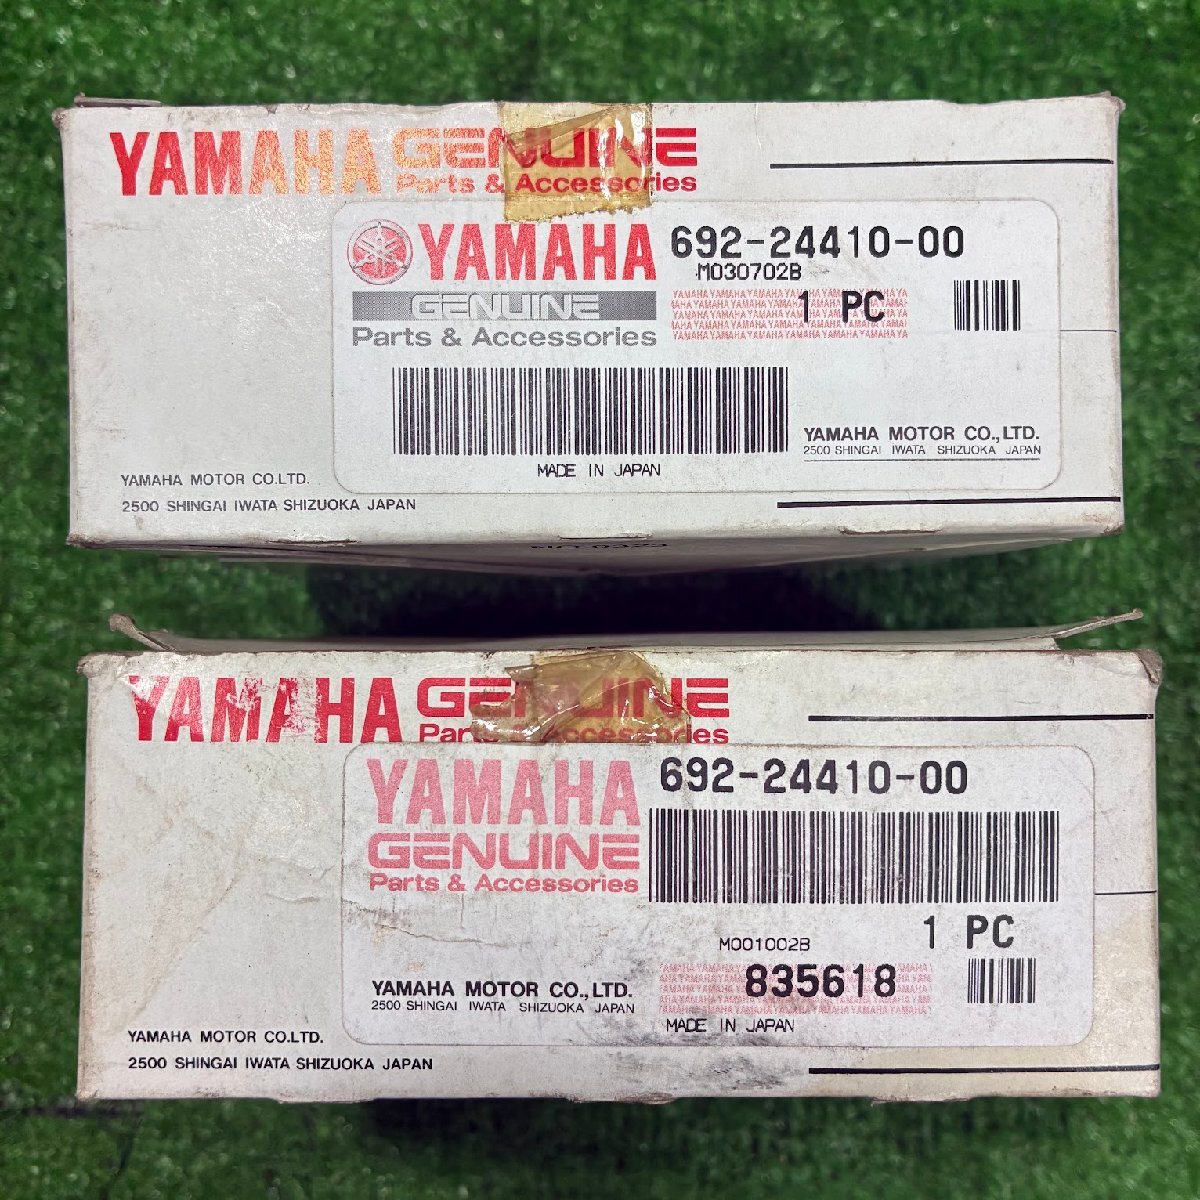 YAMAHA GENUINE
Parts & Accessories
YAMAHA
GENUINE
Parts & Accessories
692-24410-00
M030702B
1 PC
MADE IN JAPAN
YAMAHA MOTOR CO.,LTD.
2500 SHINGAI IWATA SHIZUOKA JAPAN
YAMAHA MOTOR CO.LTD.
2500 SHINGAI IWATA SHIZUOKA JAPAN
YAMAHA GENUINE
Parts & Accessories
YAMAHA
GENUINE
Parts & Accessories
692-24410-00
1 PC
M001002B
835618
MADE IN JAPAN
YAMAHA MOTOR CO.,LTD.
2500 SHINGAI IWATA SHIZUOKA JAPAN
YAMAHA MOTOR CO.LTD.
2500 SHINGAI IWATA SHIZUOKA JAPAN